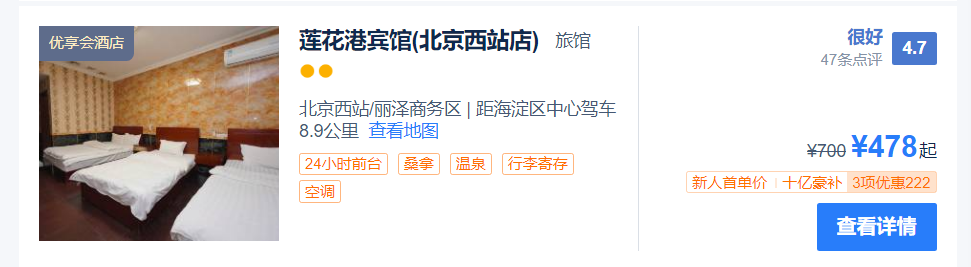 优享会酒店
莲花港宾馆(北京西站店) 旅馆
北京西站/丽泽商务区 | 距海淀区中心驾车
8.9公里 查看地图
24小时前台 桑拿 温泉 行李寄存
空调
很好 4.7
47条点评
¥700 ¥478起
新人首单价 十亿豪补 3项优惠222
查看详情